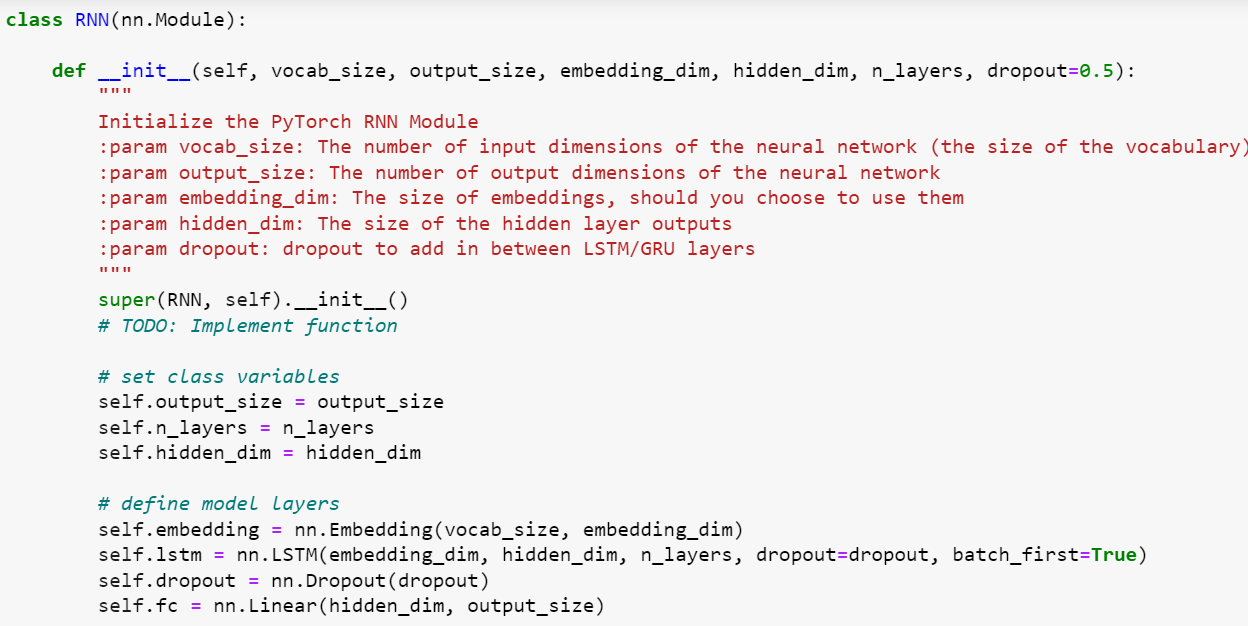 class RNN(nn.Module):
def __init__(self, vocab_size, output_size, embedding_dim, hidden_dim, n_layers, dropout=0.5):
"""
Initialize the PyTorch RNN Module
:param vocab_size: The number of input dimensions of the neural network (the size of the vocabulary)
:param output_size: The number of output dimensions of the neural network
:param embedding_dim: The size of embeddings, should you choose to use them
:param hidden_dim: The size of the hidden layer outputs
:param dropout: dropout to add in between LSTM/GRU layers
"""
super(RNN, self).__init__()
# TODO: Implement function
# set class variables
self.output_size = output_size
self.n_layers = n_layers
self.hidden_dim = hidden_dim
# define model layers
self.embedding = nn.Embedding(vocab_size, embedding_dim)
self.lstm = nn.LSTM(embedding_dim, hidden_dim, n_layers, dropout=dropout, batch_first=True)
self.dropout = nn.Dropout(dropout)
self.fc = nn.Linear(hidden_dim, output_size)